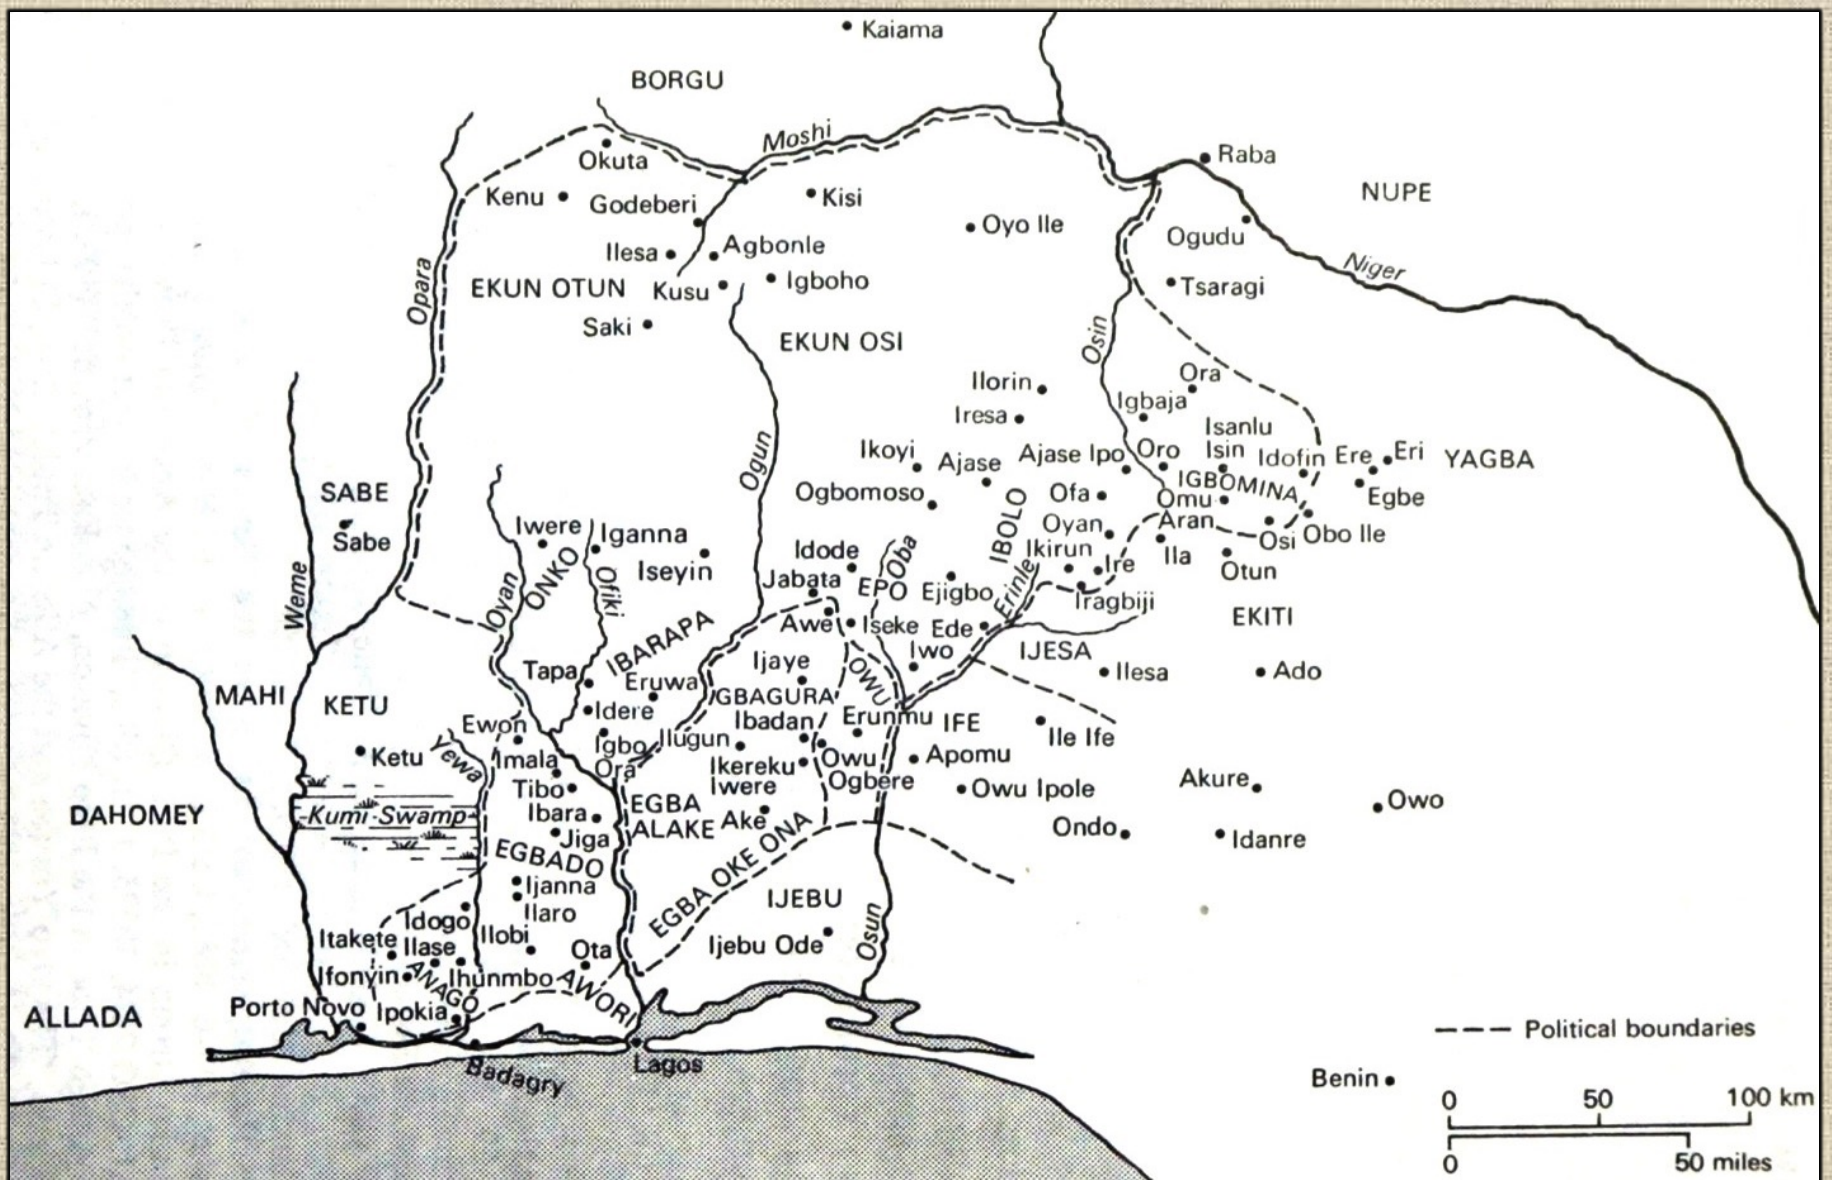 Kaiama
BORGU
Moshi
Okuta
Raba
Kenu
Godeberi
Kisi
NUPE
Oyo Ile
Ogudu
Ilesa
Agbonle
Opara
EKUN OTUN
Kusu
Igboho
Niger
Tsaragi
Saki
EKUN OSI
Osin
Ilorin
Ora
Iresa
Igbaja
Isanlu
Isin
Ikoyi
Ajase
Ajase Ipo
Oro
Idofin
Ere
Eri
YAGBA
Ogun
SABE
Ogbomoso
Ofa
IGBOMINA
Omu
Egbe
Sabe
Iwere
Iganna
Oyan
Aran
Osi
Obo Ile
IBOLO
Idode
Oba
Ikirun
Ire
Ila
Otun
Iseyin
Weme
Oyan
ONKO
Ofiki
Jabata
EPO
Ejigbo
Erinle
Iragbiji
EKITI
Awe
Iseke
Ede
IBARAPA
Iwo
IJESA
Ilesa
Ado
Tapa
Ijaye
OWU
MAHI
KETU
Eruwa
GBAGURA
Idere
Ibadan
Erunmu
IFE
Ewon
Ile Ife
Ketu
Yewa
Imala
Igbo
Ora
Ilugun
Ikereku
Iwere
Owu
Ogbere
Apomu
Owu Ipole
Akure
Owo
DAHOMEY
Kumi Swamp
Tibo
Ibara
EGBA
ALAKE
Ake
Ondo
Idanre
Jiga
EGBADO
EGBA OKE ONA
Ijanna
Ilaro
IJEBU
Idogo
Ilobi
Itakete
Ilase
Ota
Ijebu Ode
Osun
Ifonyin
ANAGO
Ihunmbo
AWORI
ALLADA
Porto Novo
Ipokia
Badagry
Lagos
Political boundaries
Benin
0 50 100 km
0 50 miles